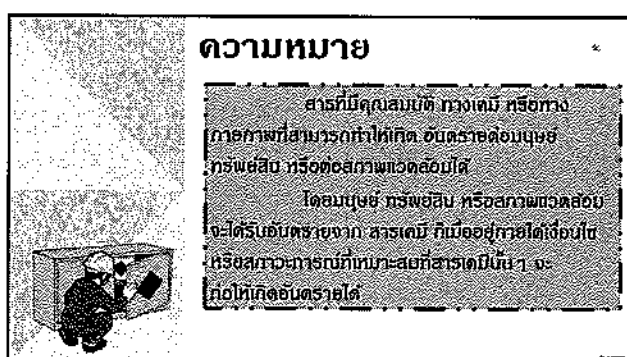 ความหมาย
สารที่มีคุณสมบัติ ทางเคมี หรือทาง
กายภาพที่สามารถทำให้เกิด อันตรายต่อมนุษย์
ทรัพย์สิน หรือต่อสภาพแวดล้อมได้
โดยมนุษย์ ทรัพย์สิน หรือสภาพแวดล้อม
จะได้รับอันตรายจาก สารเคมี ก็เมื่ออยู่ภายใต้เงื่อนไข
หรือสภาวะการณ์ที่เหมาะสมที่สารเคมีนั้น ๆ จะ
ก่อให้เกิดอันตรายได้